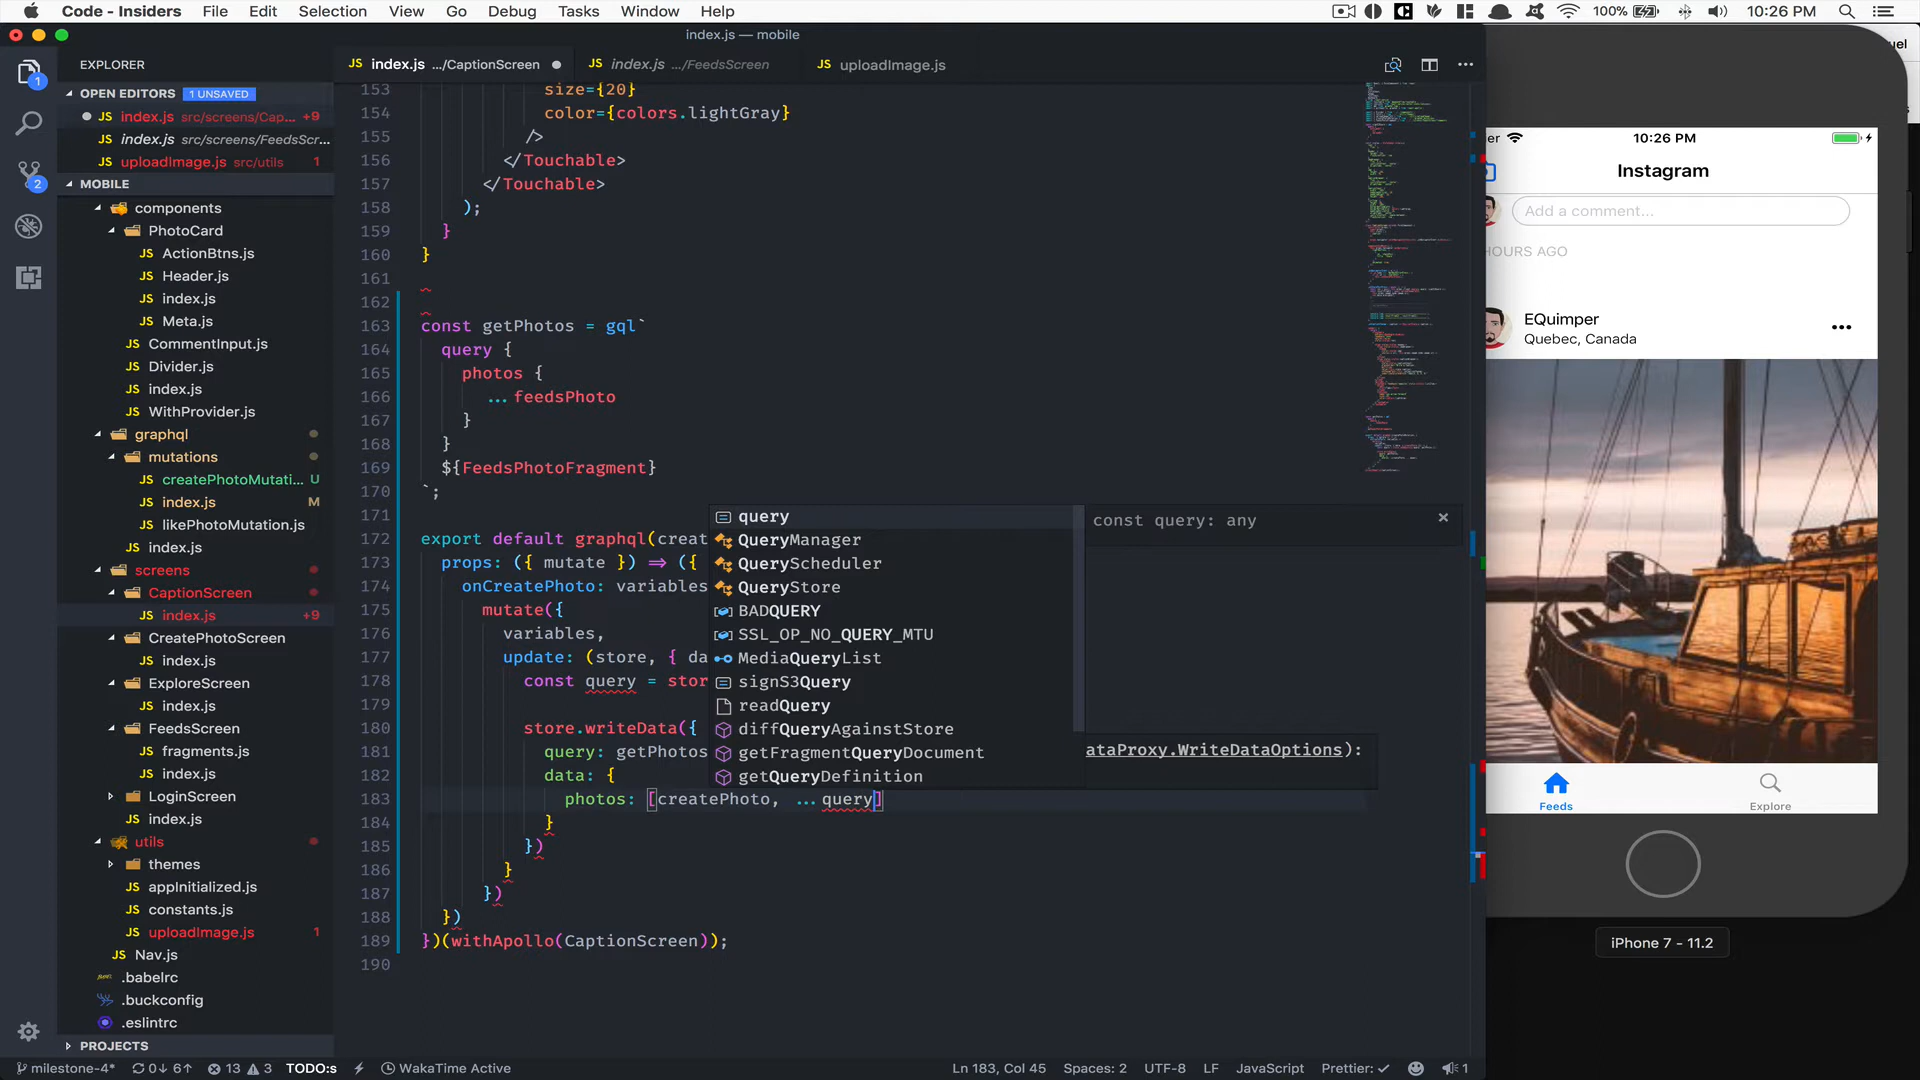 Code - Insiders File Edit Selection View Go Debug Tasks Window Help 100% 10:26 PM
index.js — mobile
uel
EXPLORER
OPEN EDITORS 1 UNSAVED
JS index.js src/screens/Cap... +9
JS index.js src/screens/FeedsScr...
JS uploadImage.js src/utils 1
MOBILE
components
PhotoCard
JS ActionBtns.js
JS Header.js
JS index.js
JS Meta.js
JS CommentInput.js
JS Divider.js
JS index.js
JS WithProvider.js
graphql
mutations
JS createPhotoMutati... U
JS index.js M
JS likePhotoMutation.js
JS index.js
screens
CaptionScreen
JS index.js +9
CreatePhotoScreen
JS index.js
ExploreScreen
JS index.js
FeedsScreen
JS fragments.js
JS index.js
LoginScreen
JS index.js
utils
themes
JS appInitialized.js
JS constants.js
JS uploadImage.js 1
JS Nav.js
.babelrc
.buckconfig
.eslintrc
PROJECTS
1
2
JS index.js .../CaptionScreen
JS index.js .../FeedsScreen
JS uploadImage.js
153 size={20}
154 color={colors.lightGray}
155 />
156 </Touchable>
157 </Touchable>
158 );
159 }
160 }
161
162
163 const getPhotos = gql`
164 query {
165 photos {
166 ...feedsPhoto
167 }
168 }
169 ${FeedsPhotoFragment}
170 `;
171
172 export default graphql(creat
173 props: ({ mutate }) => ({
174 onCreatePhoto: variables
175 mutate({
176 variables,
177 update: (store, { da
178 const query = stor
179
180 store.writeData({
181 query: getPhotos
182 data: {
183 photos: [createPhoto, ...query]
184 }
185 })
186 }
187 })
188 })
189 })(withApollo(CaptionScreen));
190
query
QueryManager
QueryScheduler
QueryStore
BADQUERY
SSL_OP_NO_QUERY_MTU
MediaQueryList
signS3Query
readQuery
diffQueryAgainstStore
getFragmentQueryDocument
getQueryDefinition
const query: any
ataProxy.WriteDataOptions):
er 10:26 PM
Instagram
Add a comment...
HOURS AGO
EQuimper
Quebec, Canada
Feeds
Explore
iPhone 7 - 11.2
milestone-4* 0↓ 6↑ 13 3 TODO:s WakaTime Active Ln 183, Col 45 Spaces: 2 UTF-8 LF JavaScript Prettier: ✓ 1